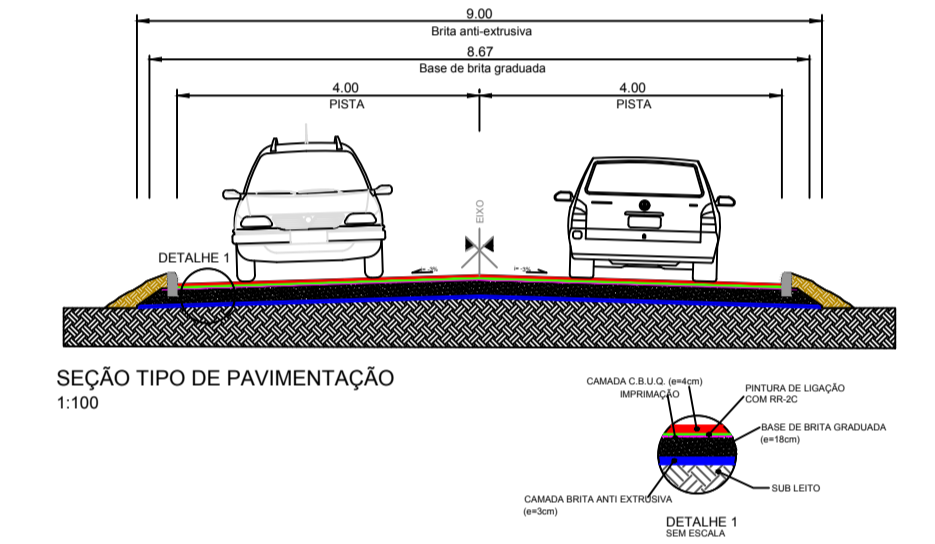 9.00
Brita anti-extrusiva
8.67
Base de brita graduada
4.00
PISTA
4.00
PISTA
EIXO
DETALHE 1
i= -3%
i= -3%
SEÇÃO TIPO DE PAVIMENTAÇÃO
1:100
CAMADA C.B.U.Q. (e=4cm)
IMPRIMAÇÃO
PINTURA DE LIGAÇÃO
COM RR-2C
BASE DE BRITA GRADUADA
(e=18cm)
SUB LEITO
CAMADA BRITA ANTI EXTRUSIVA
(e=3cm)
DETALHE 1
SEM ESCALA